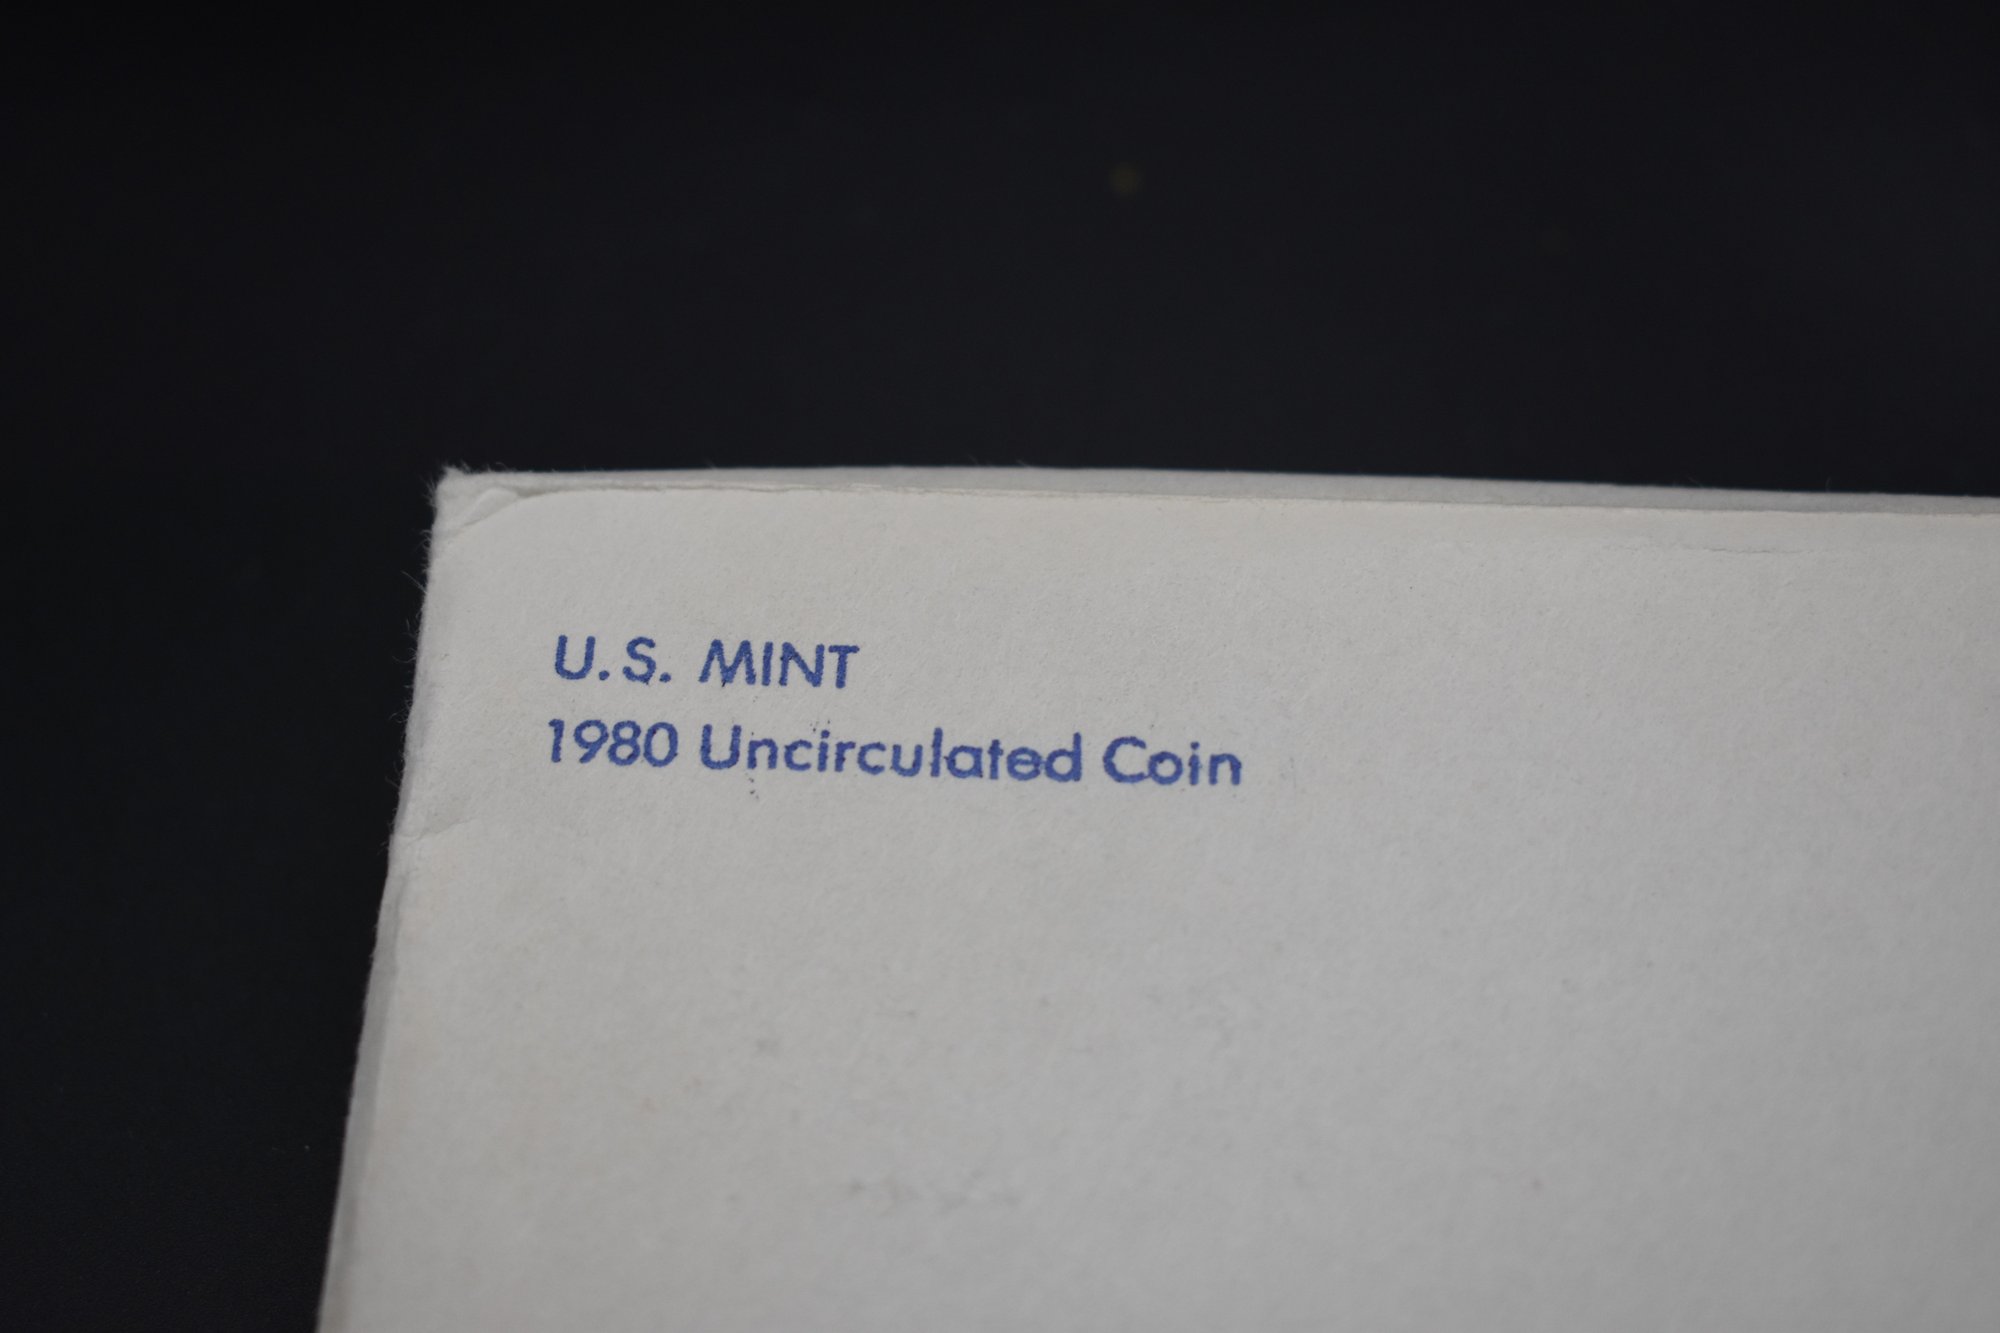 U.S. MINT
1980 Uncirculated Coin